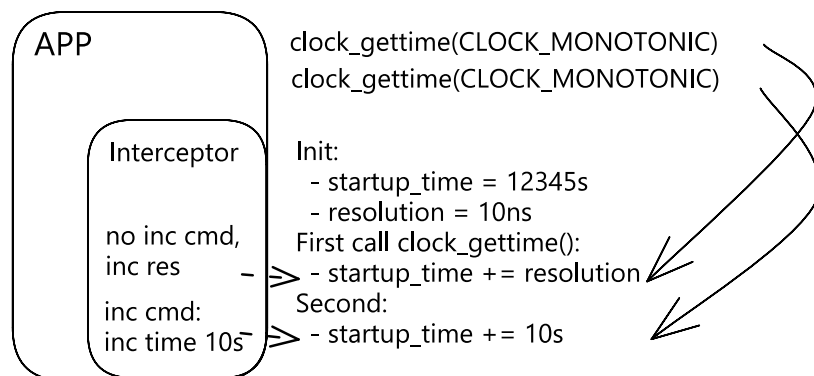 APP
clock_gettime(CLOCK_MONOTONIC)
clock_gettime(CLOCK_MONOTONIC)
Interceptor
no inc cmd,
inc res
inc cmd:
inc time 10s
Init:
- startup_time = 12345s
- resolution = 10ns
First call clock_gettime():
- startup_time += resolution
Second:
- startup_time += 10s